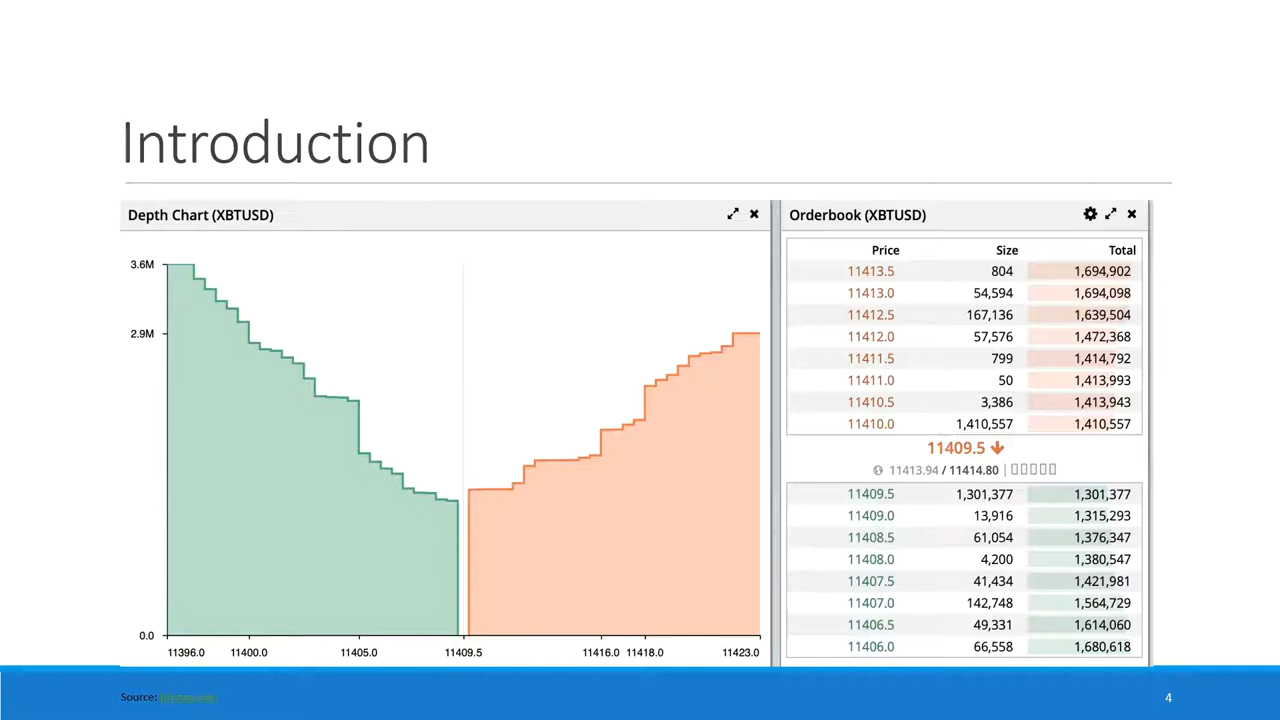 Introduction
Depth Chart (XBTUSD)
3.6M
2.9M
0.0
11396.0 11400.0 11405.0 11409.5 11416.0 11418.0 11423.0
Orderbook (XBTUSD)
Price Size Total
11413.5 804 1,694,902
11413.0 54,594 1,694,098
11412.5 167,136 1,639,504
11412.0 57,576 1,472,368
11411.5 799 1,414,792
11411.0 50 1,413,993
11410.5 3,386 1,413,943
11410.0 1,410,557 1,410,557
11409.5
11413.94 / 11414.80 |
11409.5 1,301,377 1,301,377
11409.0 13,916 1,315,293
11408.5 61,054 1,376,347
11408.0 4,200 1,380,547
11407.5 41,434 1,421,981
11407.0 142,748 1,564,729
11406.5 49,331 1,614,060
11406.0 66,558 1,680,618
Source:
4